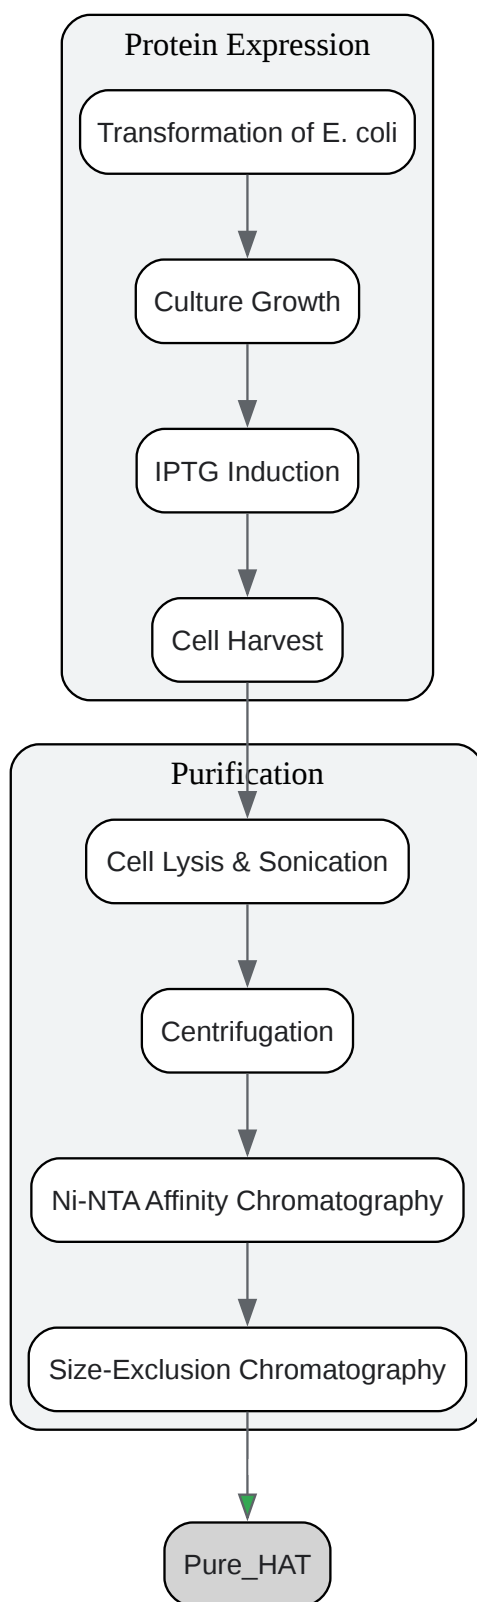 Protein Expression
Transformation of E. coli
Culture Growth
IPTG Induction
Cell Harvest
Purification
Cell Lysis & Sonication
Centrifugation
Ni-NTA Affinity Chromatography
Size-Exclusion Chromatography
Pure_HAT